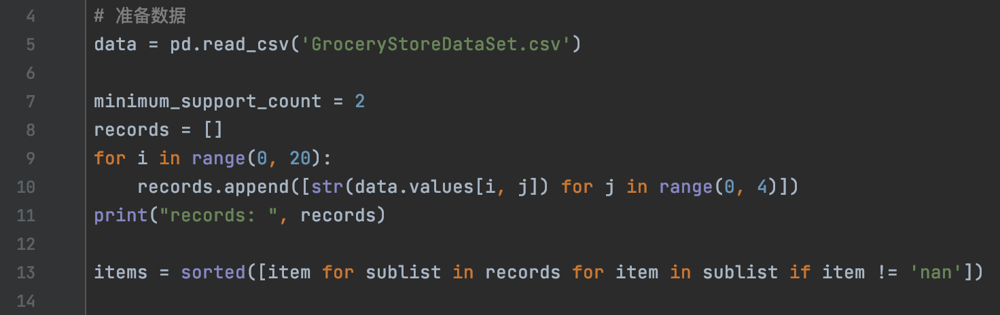 4 # 准备数据
5 data = pd.read_csv('GroceryStoreDataSet.csv')
6
7 minimum_support_count = 2
8 records = []
9 for i in range(0, 20):
10     records.append([str(data.values[i, j]) for j in range(0, 4)])
11 print("records: ", records)
12
13 items = sorted([item for sublist in records for item in sublist if item != 'nan'])
14